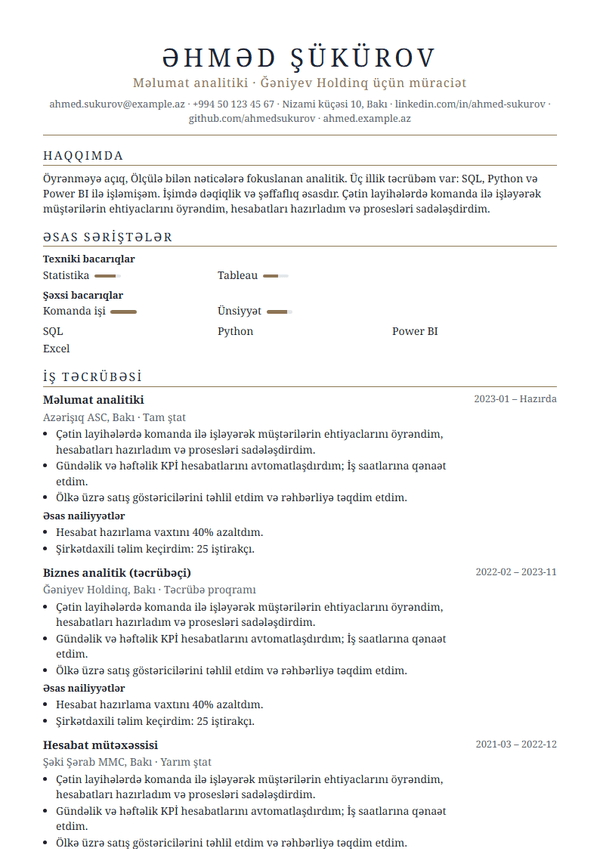 ƏHMƏD ŞÜKÜROV
Məlumat analitiki · Ğəniyev Holdinq üçün müraciət
ahmed.sukurov@example.az · +994 50 123 45 67 · Nizami küçəsi 10, Bakı · linkedin.com/in/ahmed-sukurov ·
github.com/ahmedsukurov · ahmed.example.az
HAQQIMDA
Öyrənməyə açıq, Ölçülə bilən nəticələrə fokuslanan analitik. Üç illik təcrübəm var: SQL, Python və
Power BI ilə işləmişəm. İşimdə dəqiqlik və şəffaflıq əsasdır. Çətin layihələrdə komanda ilə işləyərək
müştərilərin ehtiyaclarını öyrəndim, hesabatları hazırladım və prosesləri sadələşdirdim.
ƏSAS SƏRİŞTƏLƏR
Texniki bacarıqlar
Statistika Tableau
Şəxsi bacarıqlar
Komanda işi Ünsiyyət
SQL Python Power BI
Excel
İŞ TƏCRÜBƏSİ
Məlumat analitiki 2023-01 – Hazırda
Azərişıq ASC, Bakı · Tam ştat
• Çətin layihələrdə komanda ilə işləyərək müştərilərin ehtiyaclarını öyrəndim,
hesabatları hazırladım və prosesləri sadələşdirdim.
• Gündəlik və həftəlik KPİ hesabatlarını avtomatlaşdırdım; İş saatlarına qənaət
etdim.
• Ölkə üzrə satış göstəricilərini təhlil etdim və rəhbərliyə təqdim etdim.
Əsas nailiyyətlər
• Hesabat hazırlama vaxtını 40% azaltdım.
• Şirkətdaxili təlim keçirdim: 25 iştirakçı.
Biznes analitik (təcrübəçi) 2022-02 – 2023-11
Ğəniyev Holdinq, Bakı · Təcrübə proqramı
• Çətin layihələrdə komanda ilə işləyərək müştərilərin ehtiyaclarını öyrəndim,
hesabatları hazırladım və prosesləri sadələşdirdim.
• Gündəlik və həftəlik KPİ hesabatlarını avtomatlaşdırdım; İş saatlarına qənaət
etdim.
• Ölkə üzrə satış göstəricilərini təhlil etdim və rəhbərliyə təqdim etdim.
Əsas nailiyyətlər
• Hesabat hazırlama vaxtını 40% azaltdım.
• Şirkətdaxili təlim keçirdim: 25 iştirakçı.
Hesabat mütəxəssisi 2021-03 – 2022-12
Şəki Şərab MMC, Bakı · Yarım ştat
• Çətin layihələrdə komanda ilə işləyərək müştərilərin ehtiyaclarını öyrəndim,
hesabatları hazırladım və prosesləri sadələşdirdim.
• Gündəlik və həftəlik KPİ hesabatlarını avtomatlaşdırdım; İş saatlarına qənaət
etdim.
• Ölkə üzrə satış göstəricilərini təhlil etdim və rəhbərliyə təqdim etdim.